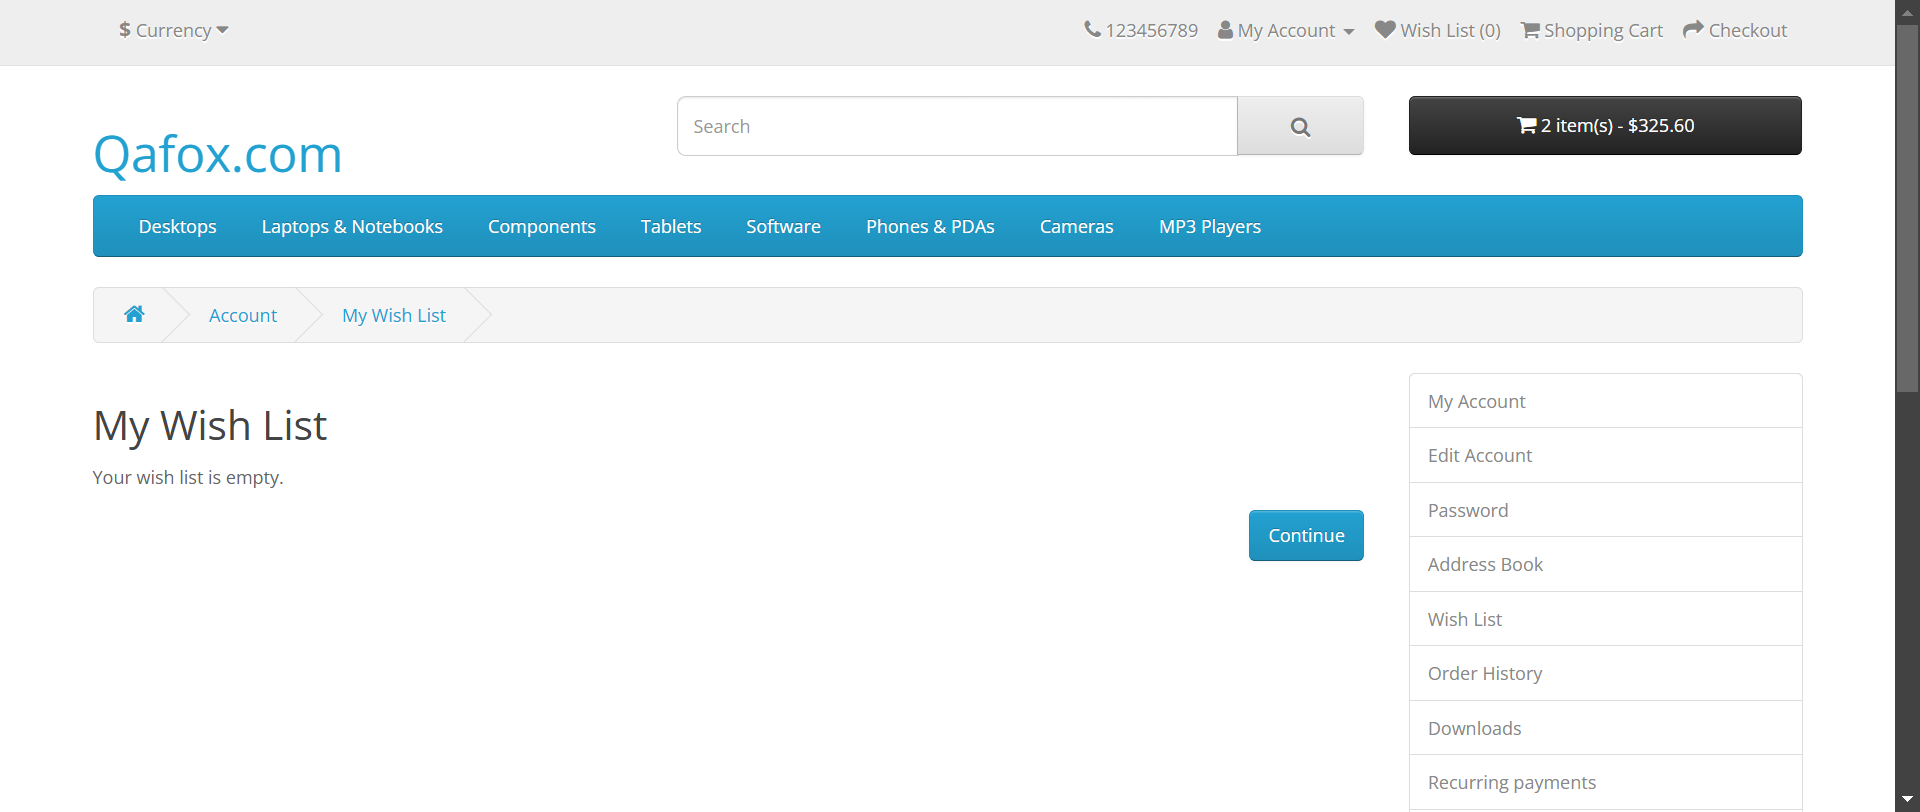 $ Currency
123456789 My Account Wish List (0) Shopping Cart Checkout
Qafox.com
Search
2 item(s) - $325.60
Desktops Laptops & Notebooks Components Tablets Software Phones & PDAs Cameras MP3 Players
Account My Wish List
My Wish List
Your wish list is empty.
Continue
My Account
Edit Account
Password
Address Book
Wish List
Order History
Downloads
Recurring payments